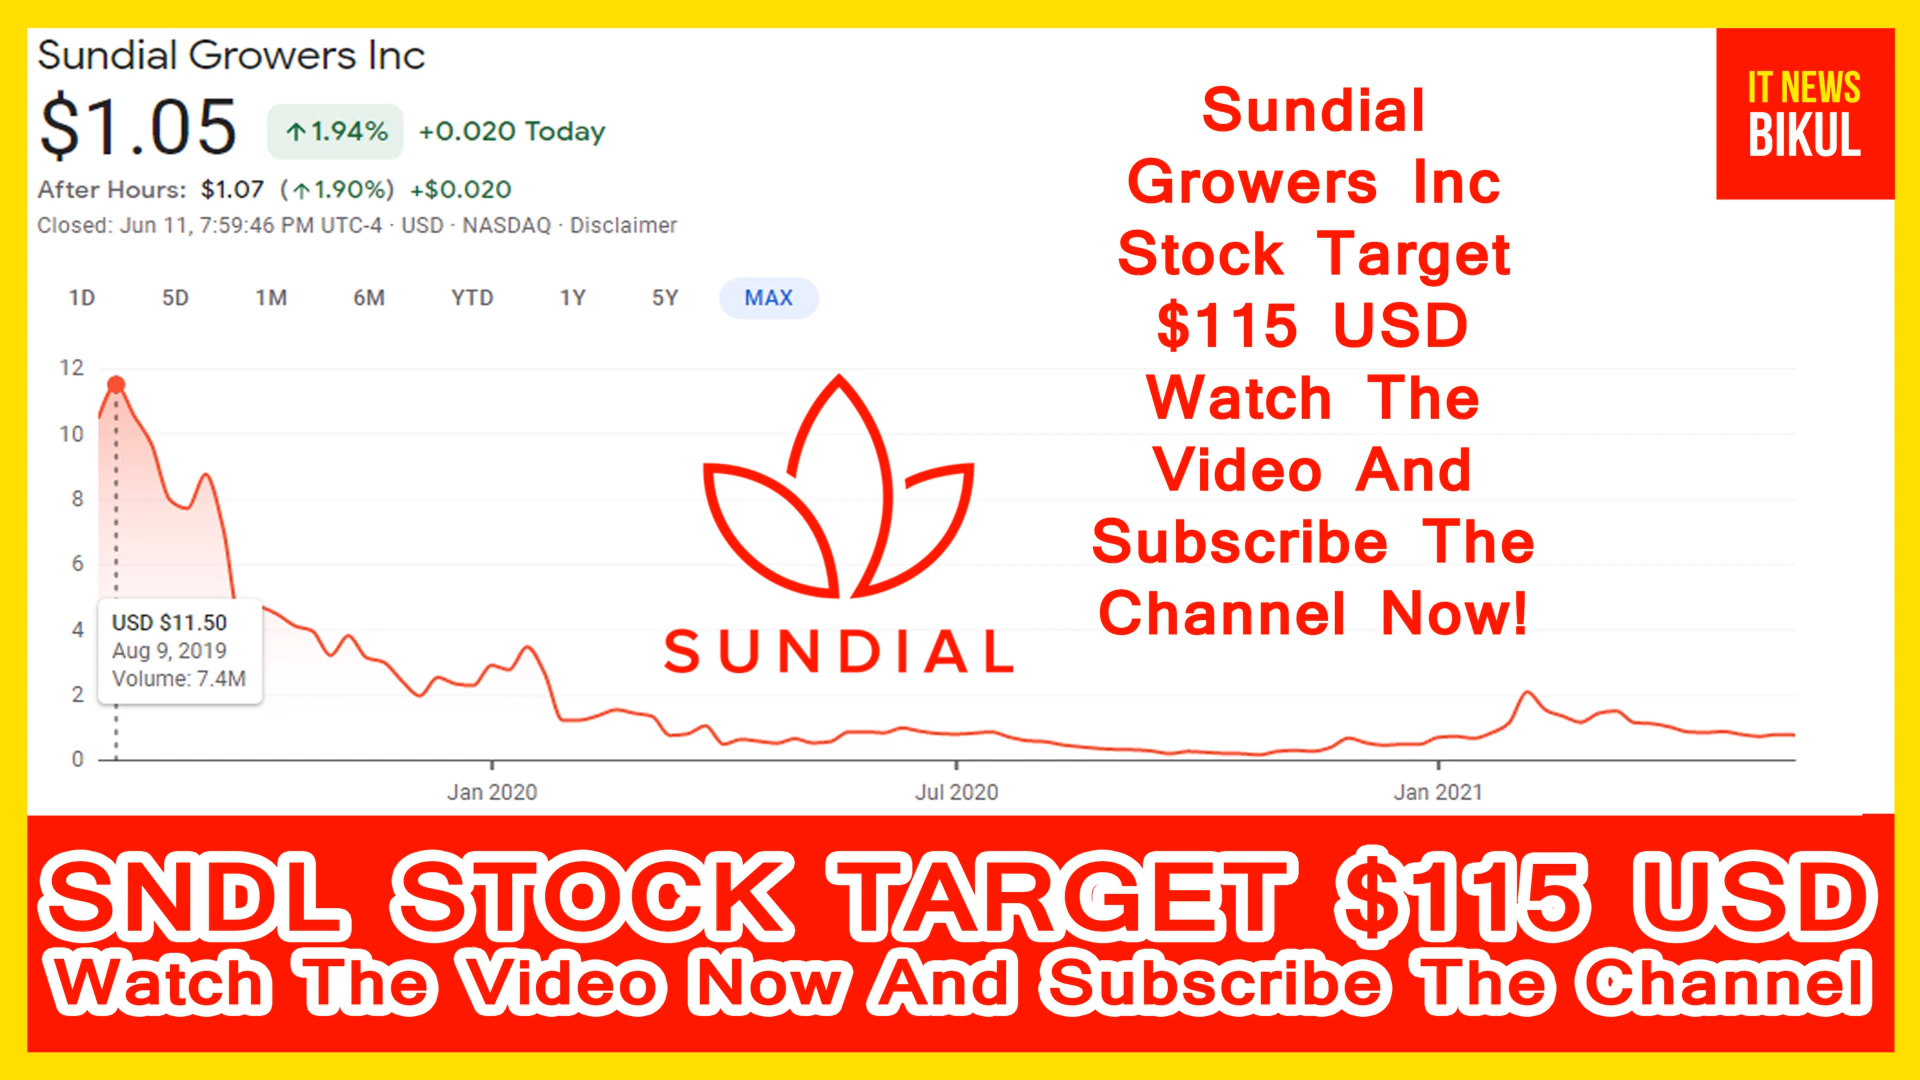 Sundial Growers Inc
$1.05 ↑1.94% +0.020 Today
After Hours: $1.07 (↑1.90%) +$0.020
Closed: Jun 11, 7:59:46 PM UTC-4 · USD · NASDAQ · Disclaimer
1D 5D 1M 6M YTD 1Y 5Y MAX
12
10
8
6
4
2
0
USD $11.50
Aug 9, 2019
Volume: 7.4M
Jan 2020 Jul 2020 Jan 2021
SUNDIAL
Sundial
Growers Inc
Stock Target
$115 USD
Watch The
Video And
Subscribe The
Channel Now!
IT NEWS
BIKUL
SNDL STOCK TARGET $115 USD
Watch The Video Now And Subscribe The Channel